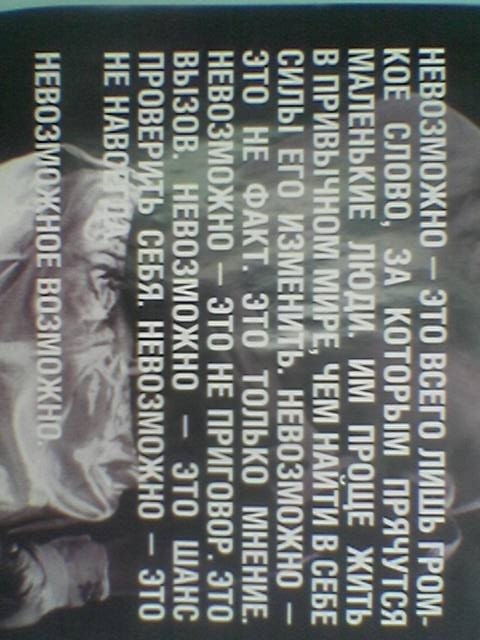 НЕВОЗМОЖНО – ЭТО ВСЕГО ЛИШЬ ГРОМ-
КОЕ СЛОВО, ЗА КОТОРЫМ ПРЯЧУТСЯ
МАЛЕНЬКИЕ ЛЮДИ. ИМ ПРОЩЕ ЖИТЬ
В ПРИВЫЧНОМ МИРЕ, ЧЕМ НАЙТИ В СЕБЕ
СИЛЫ ЕГО ИЗМЕНИТЬ. НЕВОЗМОЖНО –
ЭТО НЕ ФАКТ. ЭТО ТОЛЬКО МНЕНИЕ.
НЕВОЗМОЖНО – ЭТО НЕ ПРИГОВОР. ЭТО
ВЫЗОВ. НЕВОЗМОЖНО – ЭТО ШАНС
ПРОВЕРИТЬ СЕБЯ. НЕВОЗМОЖНО – ЭТО
НЕ НАВСЕГДА.
НЕВОЗМОЖНОЕ ВОЗМОЖНО.